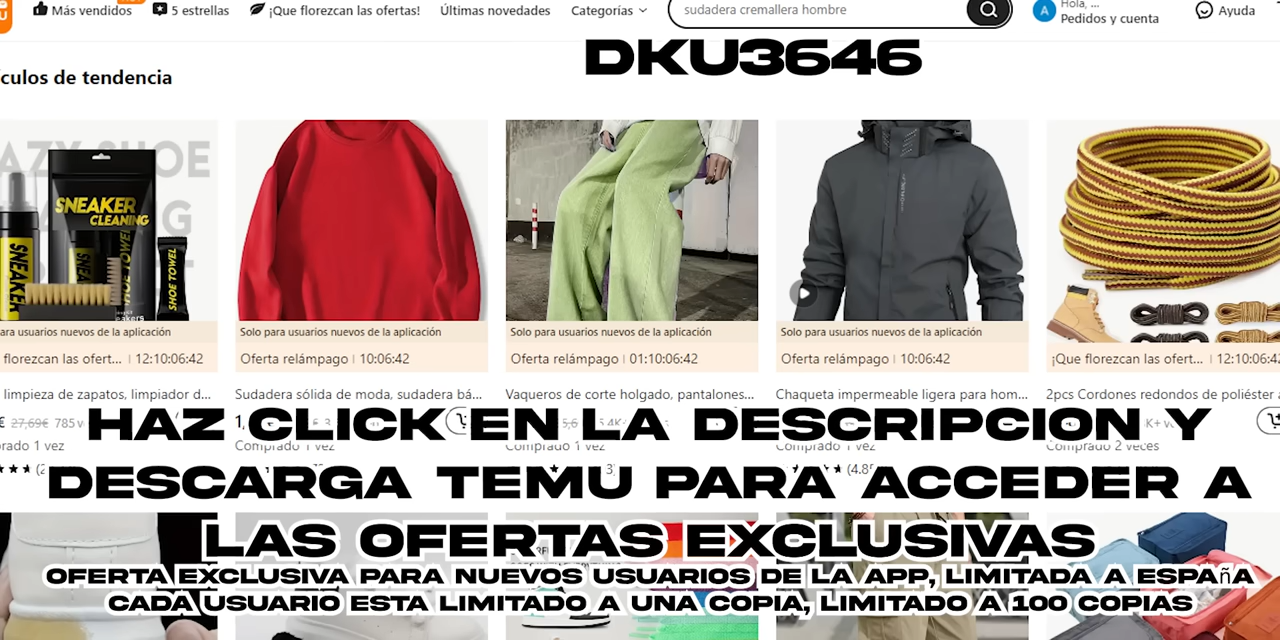 Más vendidos
5 estrellas
¡Que florezcan las ofertas!
Últimas novedades
Categorías
sudadera cremallera hombre
Hola, ...
Pedidos y cuenta
Ayuda
DKU3646
culos de tendencia
SNEAKER
CLEANING
SHOE TOWEL
ara usuarios nuevos de la aplicación
Solo para usuarios nuevos de la aplicación
Solo para usuarios nuevos de la aplicación
Solo para usuarios nuevos de la aplicación
florezcan las ofert... 12:10:06:42
Oferta relámpago 10:06:42
Oferta relámpago 01:10:06:42
Oferta relámpago 10:06:42
¡Que florezcan las ofert... 12:10:06:42
limpieza de zapatos, limpiador d...
Sudadera sólida de moda, sudadera bá...
Vaqueros de corte holgado, pantalones...
Chaqueta impermeable ligera para hom...
2pcs Cordones redondos de poliéster
27,69€ 785
HAZ CLICK EN LA DESCRIPCION Y
prado 1 vez
Comprado 1 vez
Comprado 2 veces
DESCARGA TEMU PARA ACCEDER A
LAS OFERTAS EXCLUSIVAS
OFERTA EXCLUSIVA PARA NUEVOS USUARIOS DE LA APP, LIMITADA A ESPAñA
CADA USUARIO ESTA LIMITADO A UNA COPIA, LIMITADO A 100 COPIAS